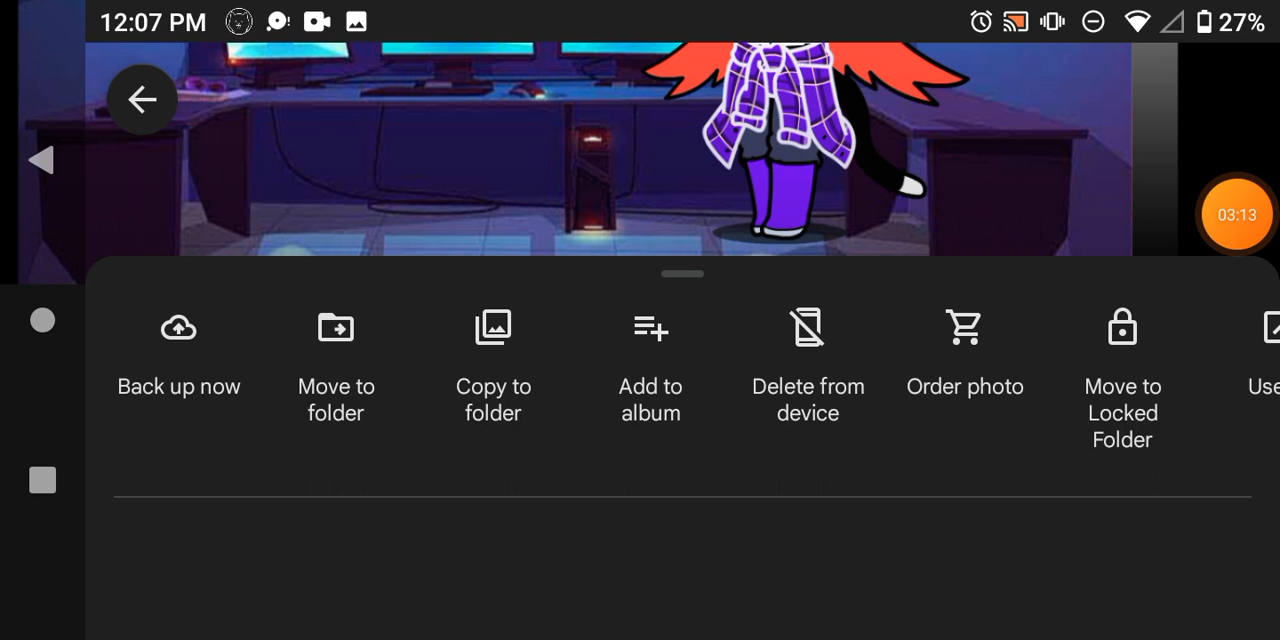 12:07 PM
27%
03:13
Back up now
Move to
folder
Copy to
folder
Add to
album
Delete from
device
Order photo
Move to
Locked
Folder
Use